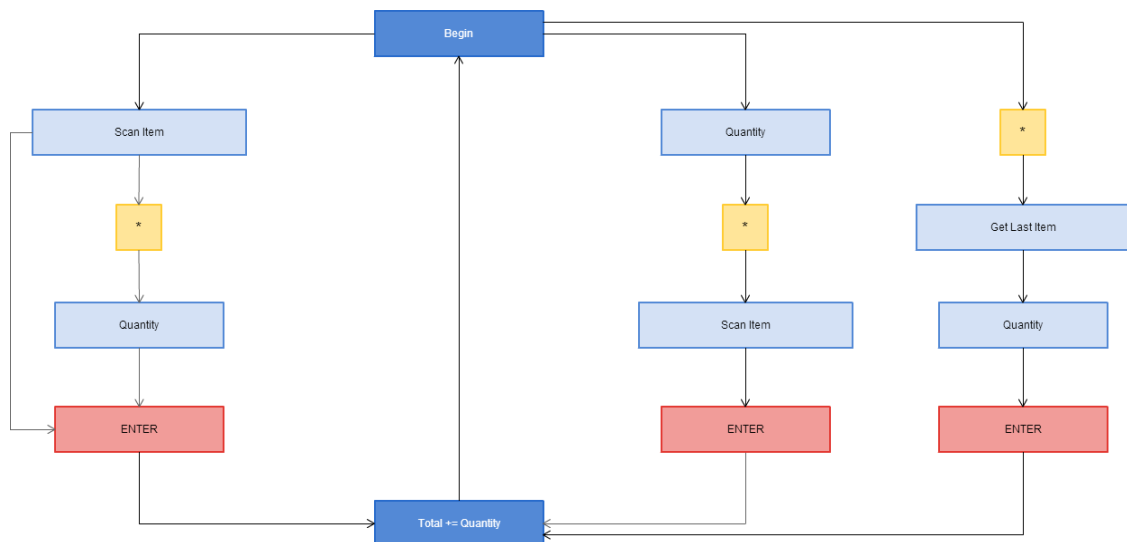 Begin
Scan Item
Quantity
*
*
*
Get Last Item
Quantity
Scan Item
Quantity
ENTER
ENTER
ENTER
Total += Quantity